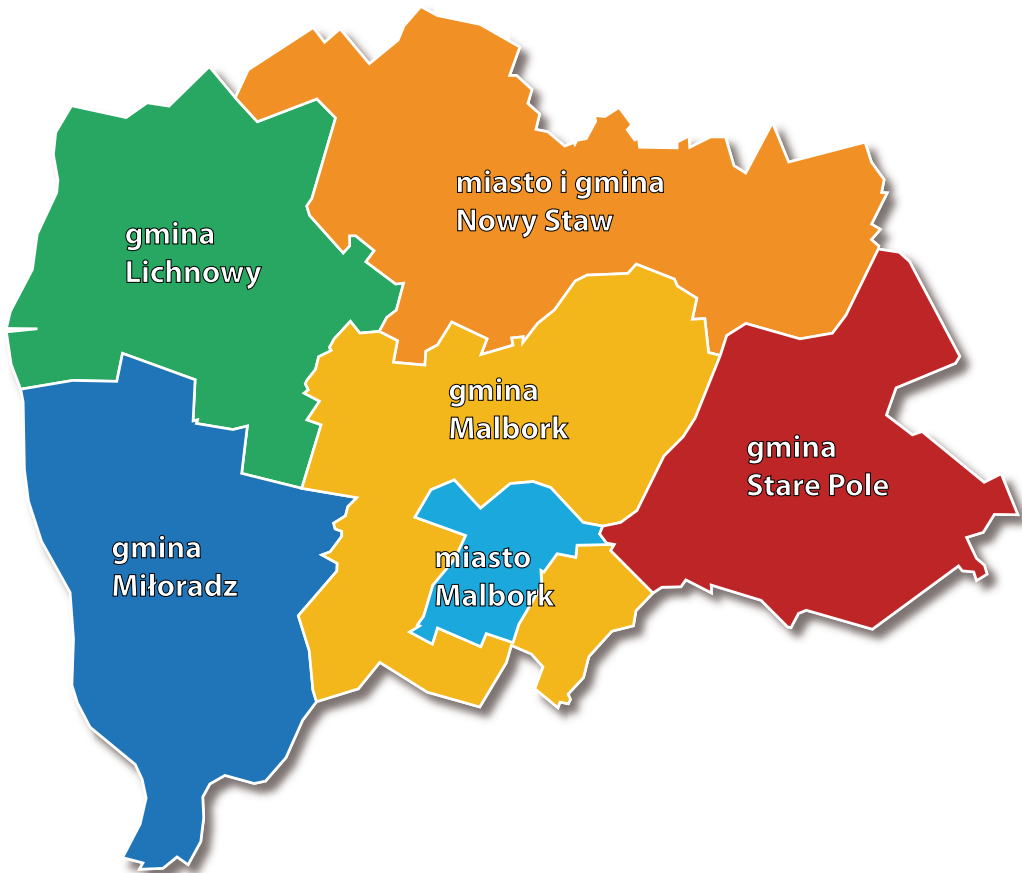 miasto i gmina
Nowy Staw
gmina
Lichnowy
gmina
Malbork
gmina
Stare Pole
gmina
Miłoradz
miasto
Malbork